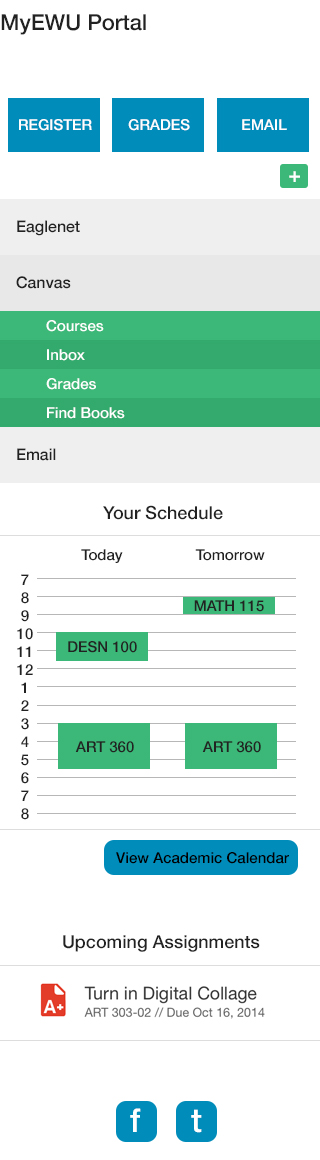 MyEWU Portal
REGISTER GRADES EMAIL
+
Eaglenet
Canvas
Courses
Inbox
Grades
Find Books
Email
Your Schedule
Today Tomorrow
7
8
MATH 115
9
10
DESN 100
11
12
1
2
3
4 ART 360 ART 360
5
6
7
8
View Academic Calendar
Upcoming Assignments
A+
Turn in Digital Collage
ART 303-02 // Due Oct 16, 2014
f t